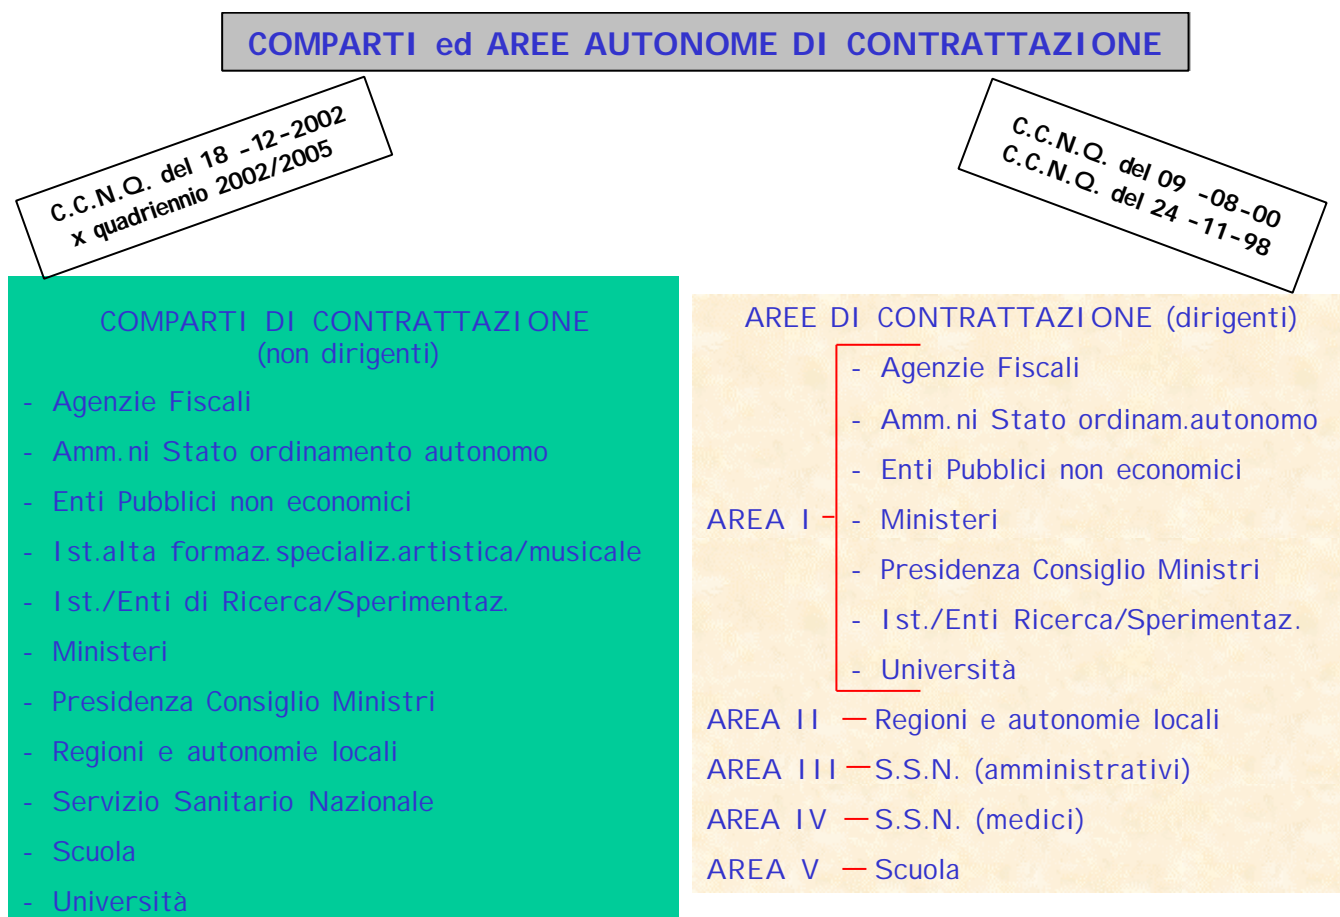 COMPARTI ed AREE AUTONOME DI CONTRATTAZIONE
C.C.N.Q. del 18 -12-2002
x quadriennio 2002/2005
C.C.N.Q. del 09 -08-00
C.C.N.Q. del 24 -11-98
COMPARTI DI CONTRATTAZIONE
(non dirigenti)
- Agenzie Fiscali
- Amm.ni Stato ordinamento autonomo
- Enti Pubblici non economici
- Ist.alta formaz.specializ.artistica/musicale
- Ist./Enti di Ricerca/Sperimentaz.
- Ministeri
- Presidenza Consiglio Ministri
- Regioni e autonomie locali
- Servizio Sanitario Nazionale
- Scuola
- Università
AREE DI CONTRATTAZIONE (dirigenti)
- Agenzie Fiscali
- Amm.ni Stato ordinam.autonomo
- Enti Pubblici non economici
AREA I - Ministeri
- Presidenza Consiglio Ministri
- Ist./Enti Ricerca/Sperimentaz.
- Università
AREA II Regioni e autonomie locali
AREA III S.S.N. (amministrativi)
AREA IV S.S.N. (medici)
AREA V Scuola